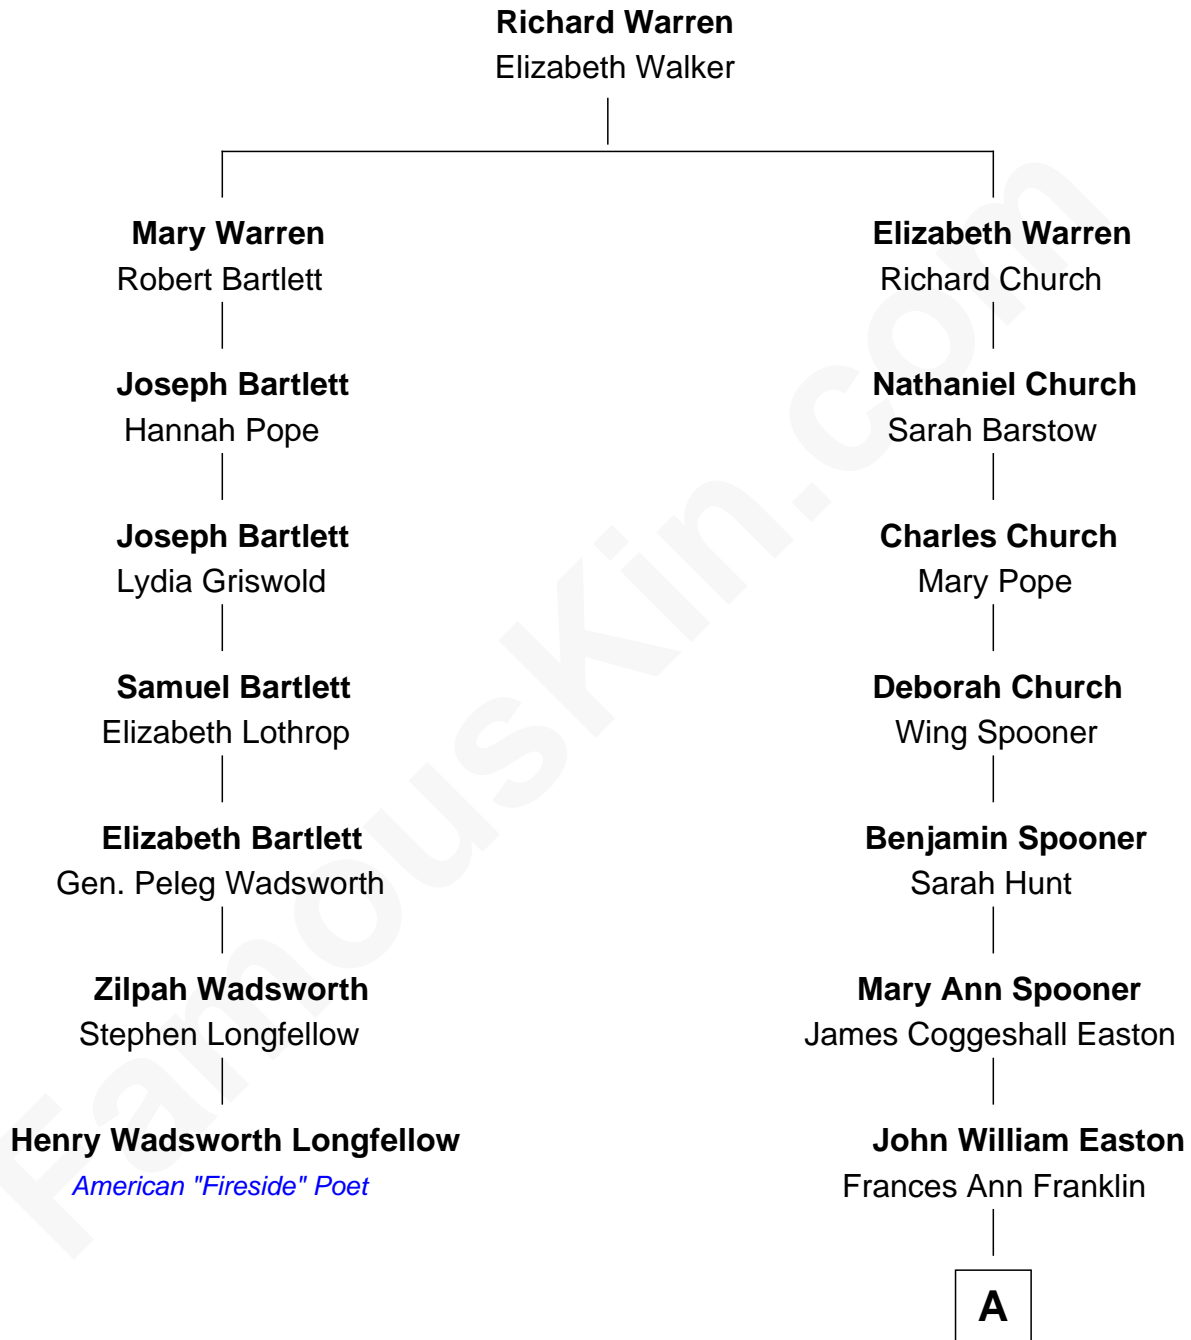 Richard Warren
Elizabeth Walker
Mary Warren
Robert Bartlett
Elizabeth Warren
Richard Church
Joseph Bartlett
Hannah Pope
Nathaniel Church
Sarah Barstow
Joseph Bartlett
Lydia Griswold
Charles Church
Mary Pope
Samuel Bartlett
Elizabeth Lothrop
Deborah Church
Wing Spooner
Elizabeth Bartlett
Gen. Peleg Wadsworth
Benjamin Spooner
Sarah Hunt
Zilpah Wadsworth
Stephen Longfellow
Mary Ann Spooner
James Coggeshall Easton
Henry Wadsworth Longfellow
American "Fireside" Poet
John William Easton
Frances Ann Franklin
A
FamousKin.com